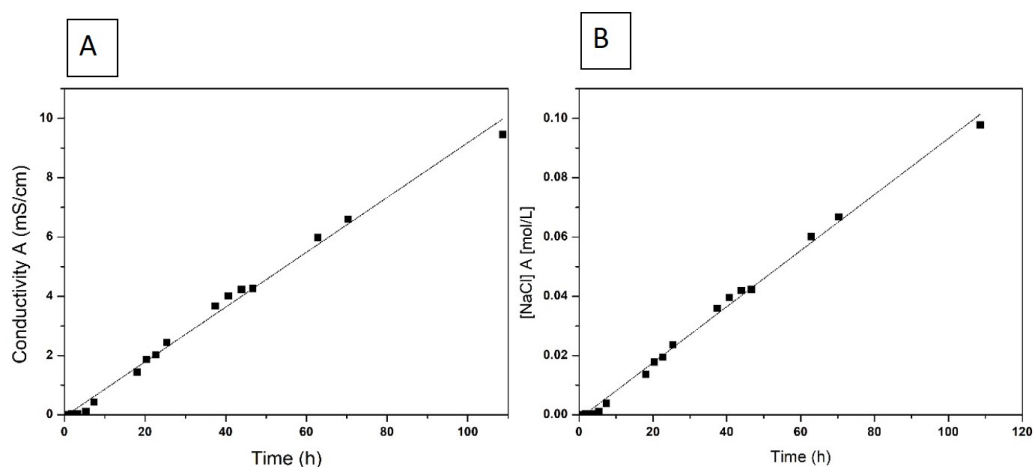 A
Conductivity A (mS/cm)
10
8
6
4
2
0
0 20 40 60 80 100
Time (h)
B
[NaCl] A [mol/L]
0.10
0.08
0.06
0.04
0.02
0.00
0 20 40 60 80 100 120
Time (h)